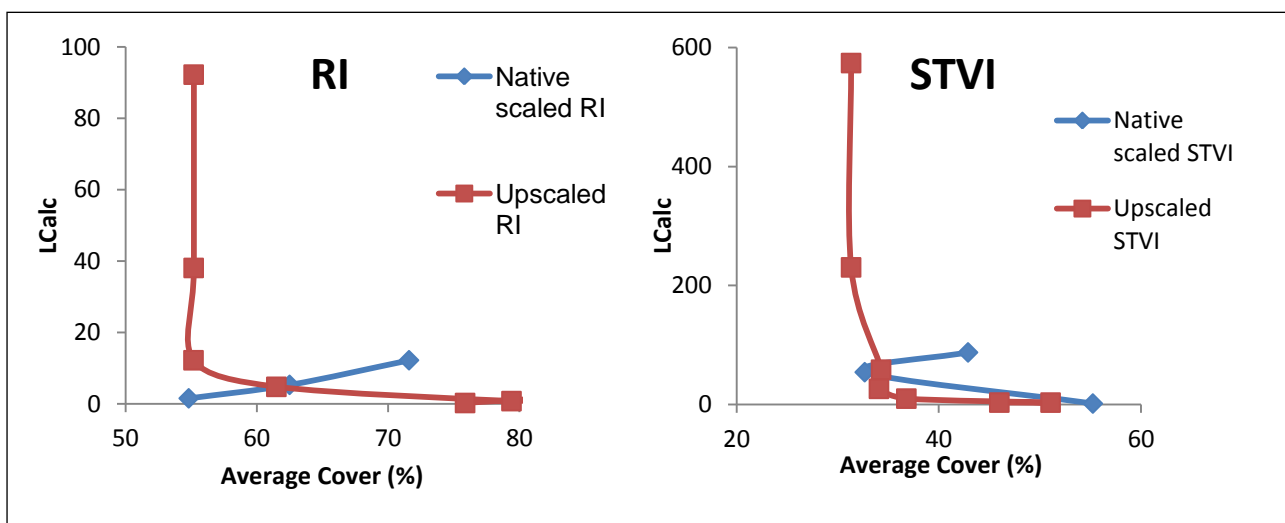 RI
100
80
60
40
20
0
LCalc
50
60
70
80
Average Cover (%)
Native
scaled RI
Upscaled
RI
STVI
600
400
200
0
LCalc
20
40
60
Average Cover (%)
Native
scaled STVI
Upscaled
STVI